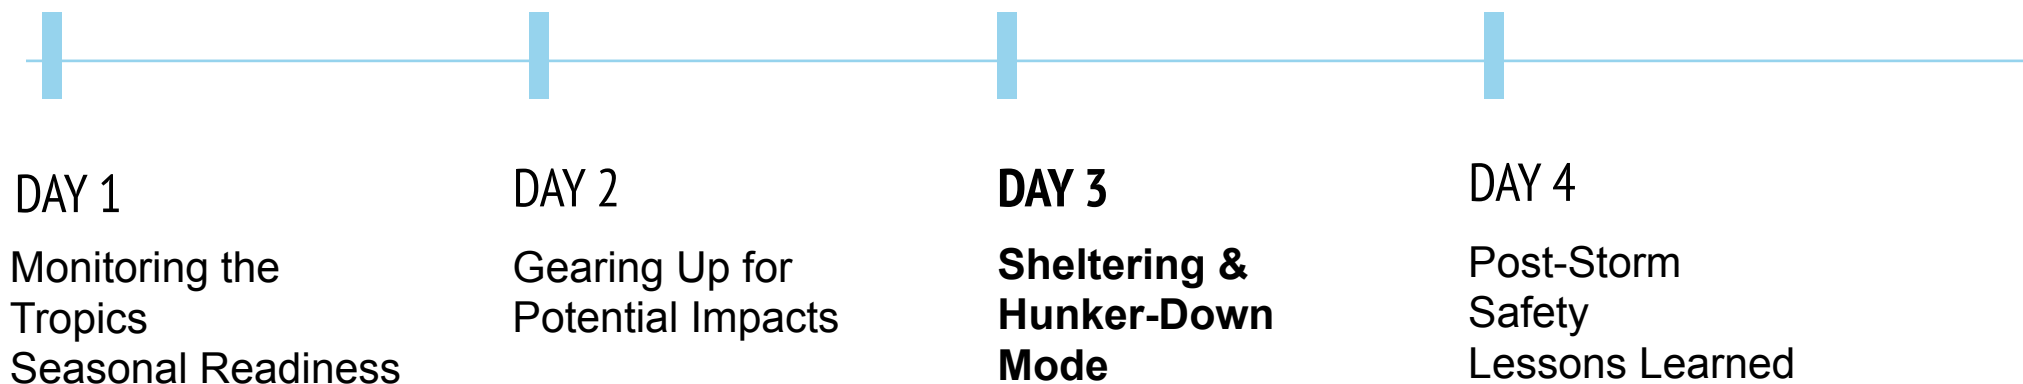 DAY 1
Monitoring the
Tropics
Seasonal Readiness
DAY 2
Gearing Up for
Potential Impacts
DAY 3
Sheltering &
Hunker-Down
Mode
DAY 4
Post-Storm
Safety
Lessons Learned